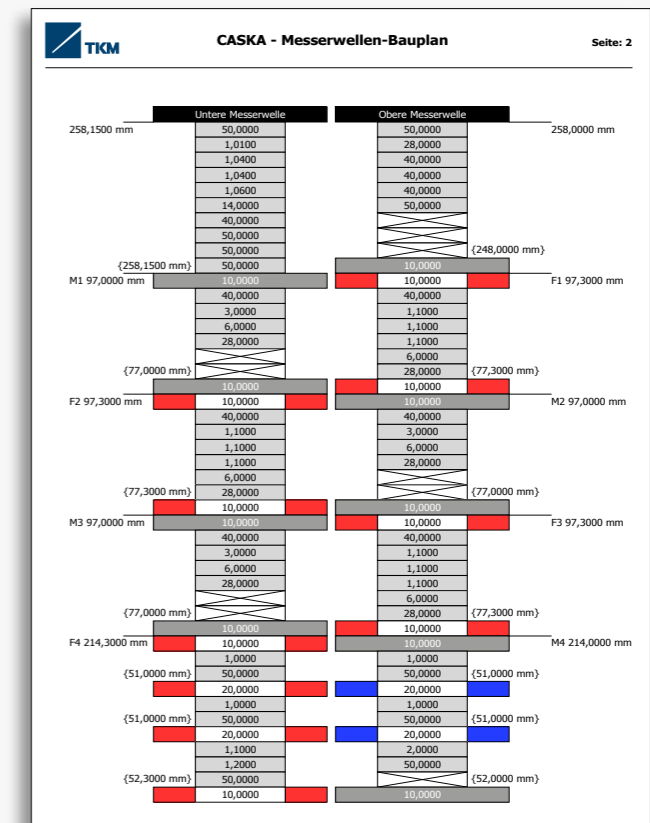 TKM
CASKA - Messerwellen-Bauplan
Seite: 2
Untere Messerwelle Obere Messerwelle
258,1500 mm 50,0000 50,0000 258,0000 mm
1,0100 28,0000
1,0400 40,0000
1,0400 40,0000
1,0600 40,0000
14,0000 50,0000
40,0000
50,0000
50,0000 {248,0000 mm}
{258,1500 mm} 50,0000 10,0000
M1 97,0000 mm 10,0000 10,0000 F1 97,3000 mm
40,0000 40,0000
3,0000 1,1000
6,0000 1,1000
28,0000 1,1000
6,0000
{77,0000 mm} 28,0000 {77,3000 mm}
10,0000 10,0000
F2 97,3000 mm 10,0000 10,0000 M2 97,0000 mm
40,0000 40,0000
1,1000 3,0000
1,1000 6,0000
1,1000 28,0000
6,0000
{77,3000 mm} 28,0000 {77,0000 mm}
10,0000 10,0000
M3 97,0000 mm 10,0000 10,0000 F3 97,3000 mm
40,0000 40,0000
3,0000 1,1000
6,0000 1,1000
28,0000 1,1000
6,0000
{77,0000 mm} 28,0000 {77,3000 mm}
10,0000 10,0000
F4 214,3000 mm 10,0000 10,0000 M4 214,0000 mm
1,0000 1,0000
{51,0000 mm} 50,0000 50,0000 {51,0000 mm}
20,0000 20,0000
1,0000 1,0000
{51,0000 mm} 50,0000 50,0000 {51,0000 mm}
20,0000 20,0000
1,1000 2,0000
1,2000 50,0000
{52,3000 mm} 50,0000 {52,0000 mm}
10,0000 10,0000